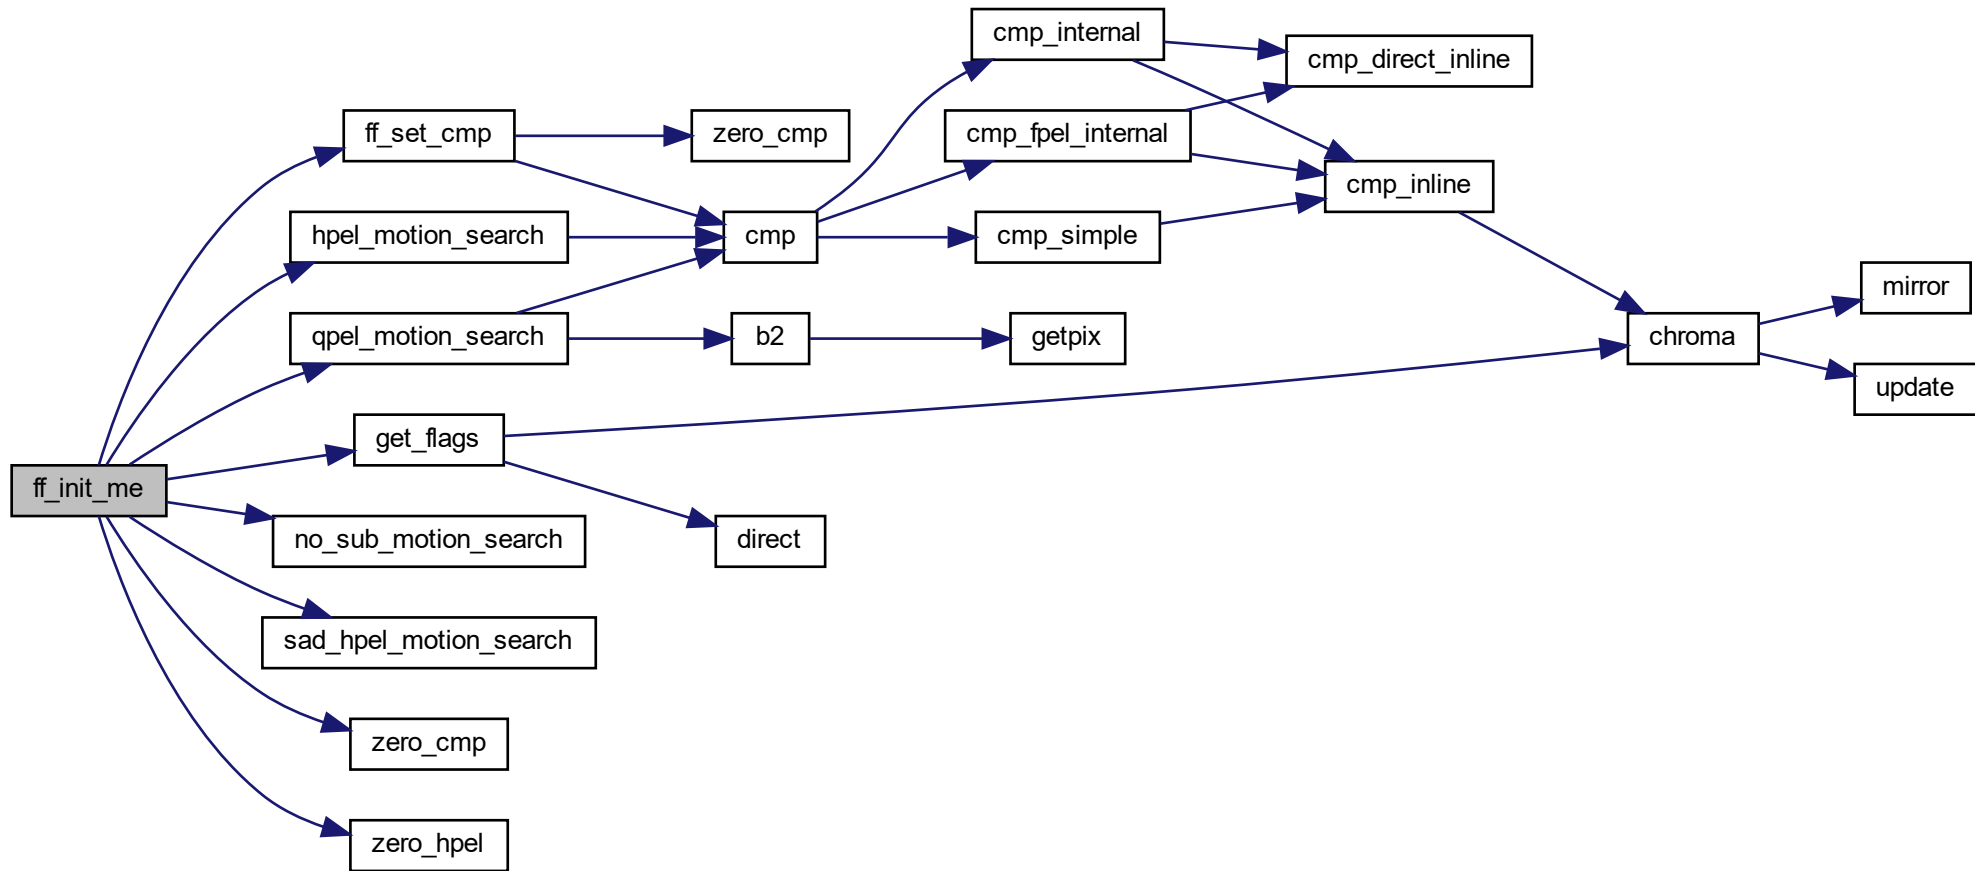 cmp_internal
cmp_direct_inline
ff_set_cmp
zero_cmp
cmp_fpel_internal
cmp_inline
hpel_motion_search
cmp
cmp_simple
mirror
qpel_motion_search
b2
getpix
chroma
update
get_flags
ff_init_me
no_sub_motion_search
direct
sad_hpel_motion_search
zero_cmp
zero_hpel